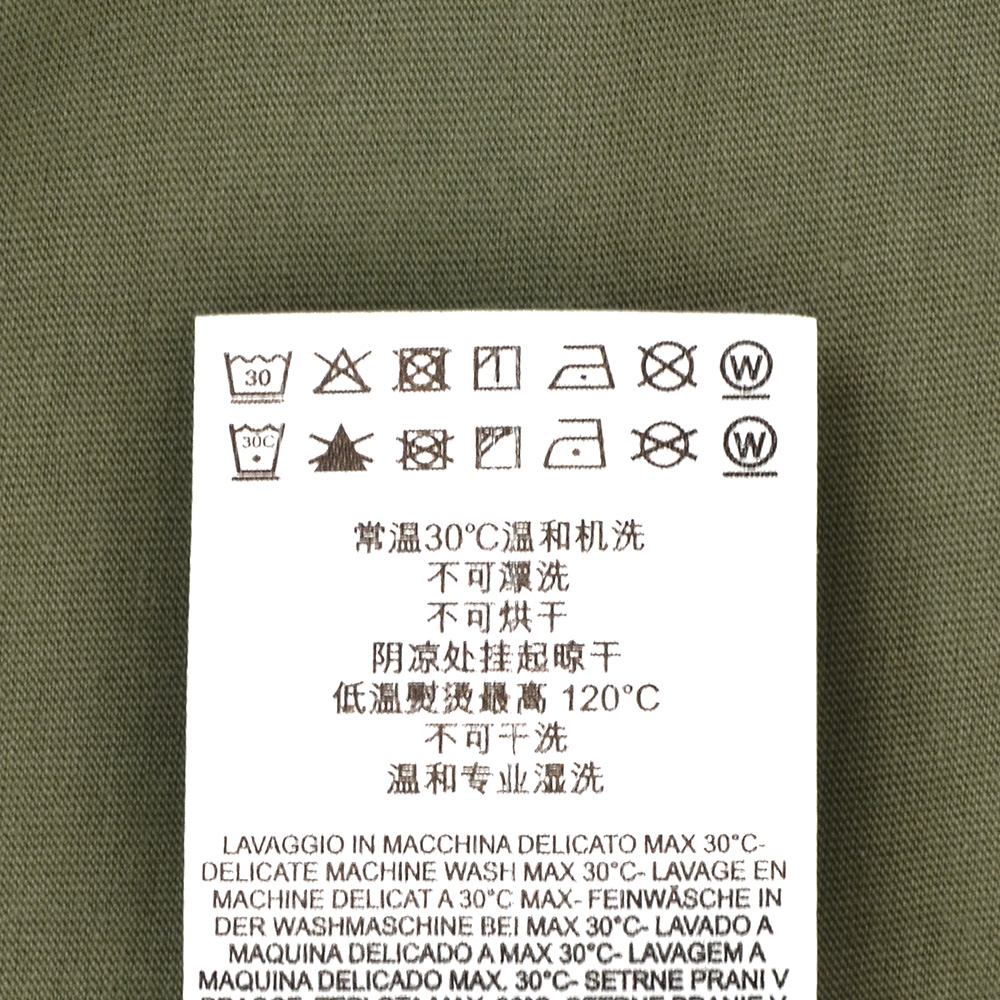 30
W
30C
W
常温30°C温和机洗
不可漂洗
不可烘干
阴凉处挂起晾干
低温熨烫最高 120°C
不可干洗
温和专业湿洗
LAVAGGIO IN MACCHINA DELICATO MAX 30°C-
DELICATE MACHINE WASH MAX 30°C- LAVAGE EN
MACHINE DELICAT A 30°C MAX- FEINWÄSCHE IN
DER WASHMASCHINE BEI MAX 30°C- LAVADO A
MAQUINA DELICADO A MAX 30°C- LAVAGEM A
MAQUINA DELICADO MAX. 30°C- SETRNE PRANI V